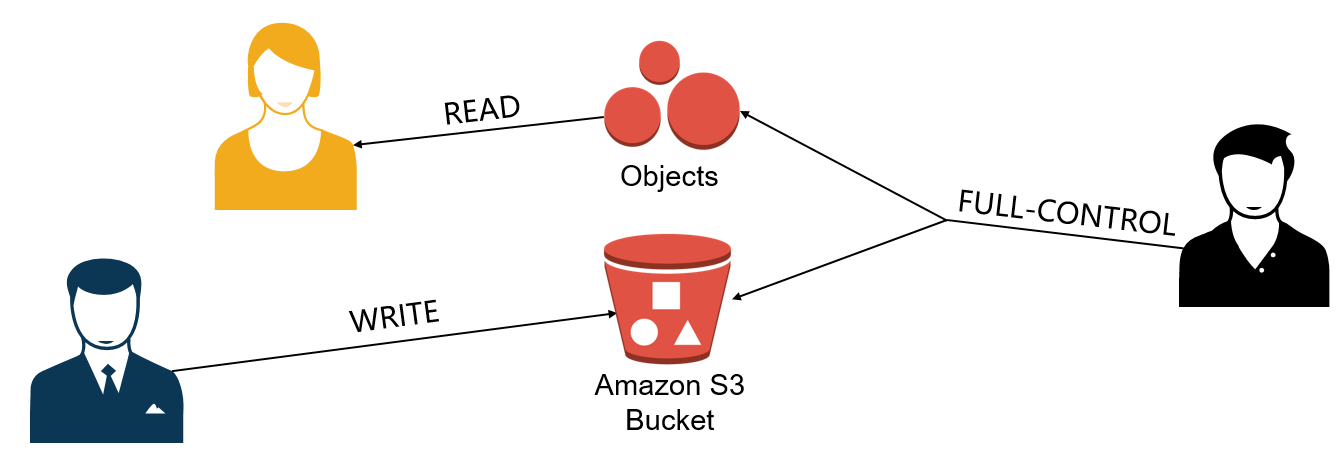 READ
Objects
FULL-CONTROL
WRITE
Amazon S3
Bucket